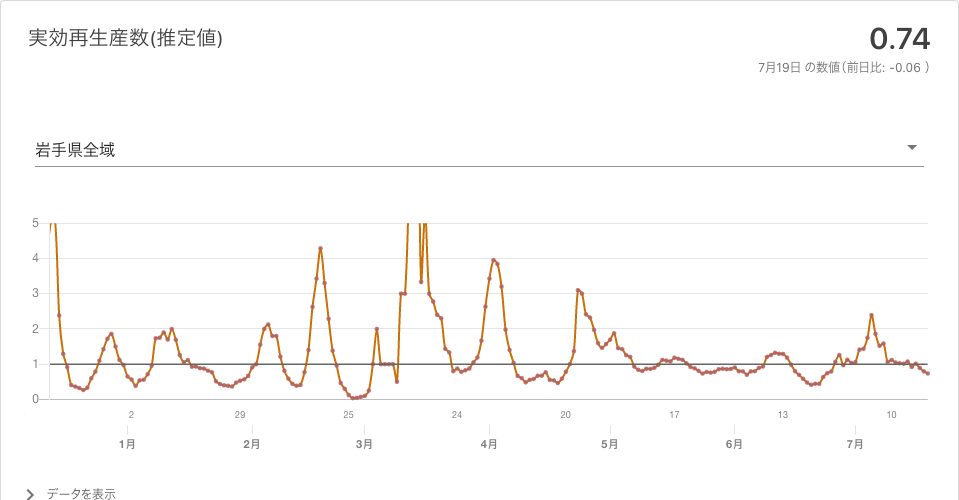 実効再生産数(推定値)
0.74
7月19日 の数値(前日比: -0.06 )
岩手県全域
5
4
3
2
1
0
2 29 25 24 20 17 13 10
1月 2月 3月 4月 5月 6月 7月
データを表示